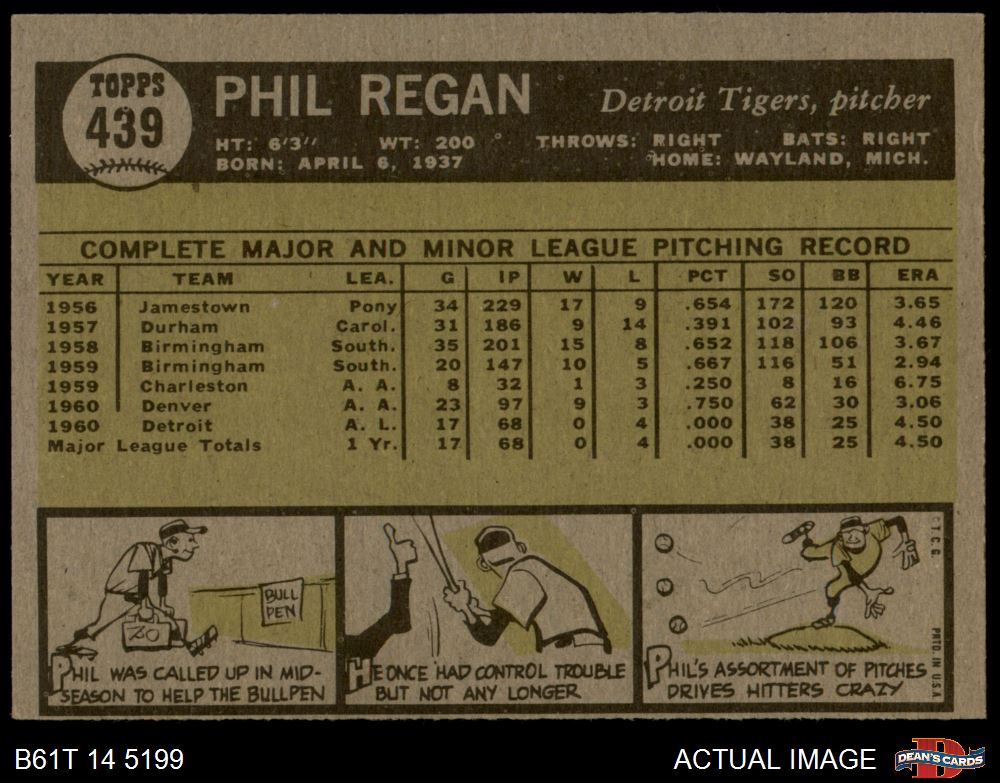 TOPPS
439
PHIL REGAN
Detroit Tigers, pitcher
HT: 6'3" WT: 200 THROWS: RIGHT BATS: RIGHT
BORN: APRIL 6, 1937 HOME: WAYLAND, MICH.
COMPLETE MAJOR AND MINOR LEAGUE PITCHING RECORD
YEAR TEAM LEA. G IP W L PCT SO BB ERA
1956 Jamestown Pony 34 229 17 9 .654 172 120 3.65
1957 Durham Carol. 31 186 9 14 .391 102 93 4.46
1958 Birmingham South. 35 201 15 8 .652 118 106 3.67
1959 Birmingham South. 20 147 10 5 .667 116 51 2.94
1959 Charleston A. A. 8 32 1 3 .250 8 16 6.75
1960 Denver A. A. 23 97 9 3 .750 62 30 3.06
1960 Detroit A. L. 17 68 0 4 .000 38 25 4.50
Major League Totals 1 Yr. 17 68 0 4 .000 38 25 4.50
BULL
PEN
20
PHIL WAS CALLED UP IN MID-
SEASON TO HELP THE BULLPEN
HE ONCE HAD CONTROL TROUBLE
BUT NOT ANY LONGER
PHIL'S ASSORTMENT OF PITCHES
DRIVES HITTERS CRAZY
T.C.G.
PRTD. IN U.S.A.
B61T 14 5199
ACTUAL IMAGE
DEAN'S CARDS